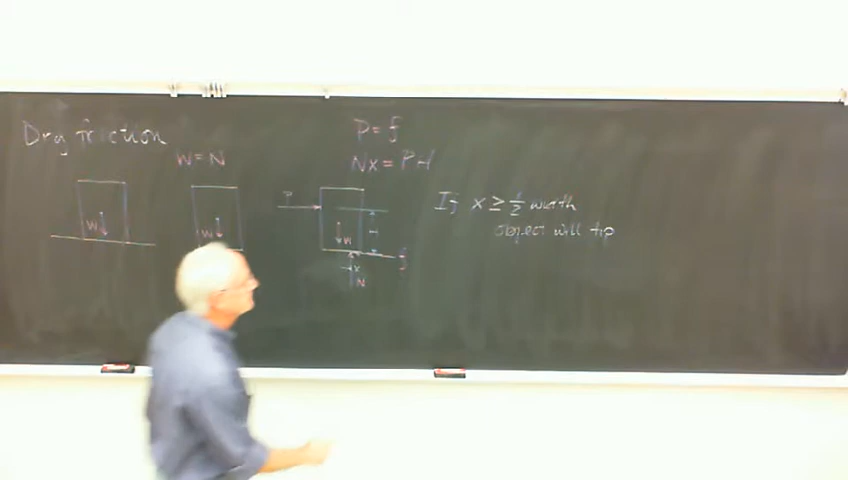 Dry friction
P = f
W = N
Nx = PH
If x ≥ 1/2 width
object will tip
W
W
P
W
H
f
x
N